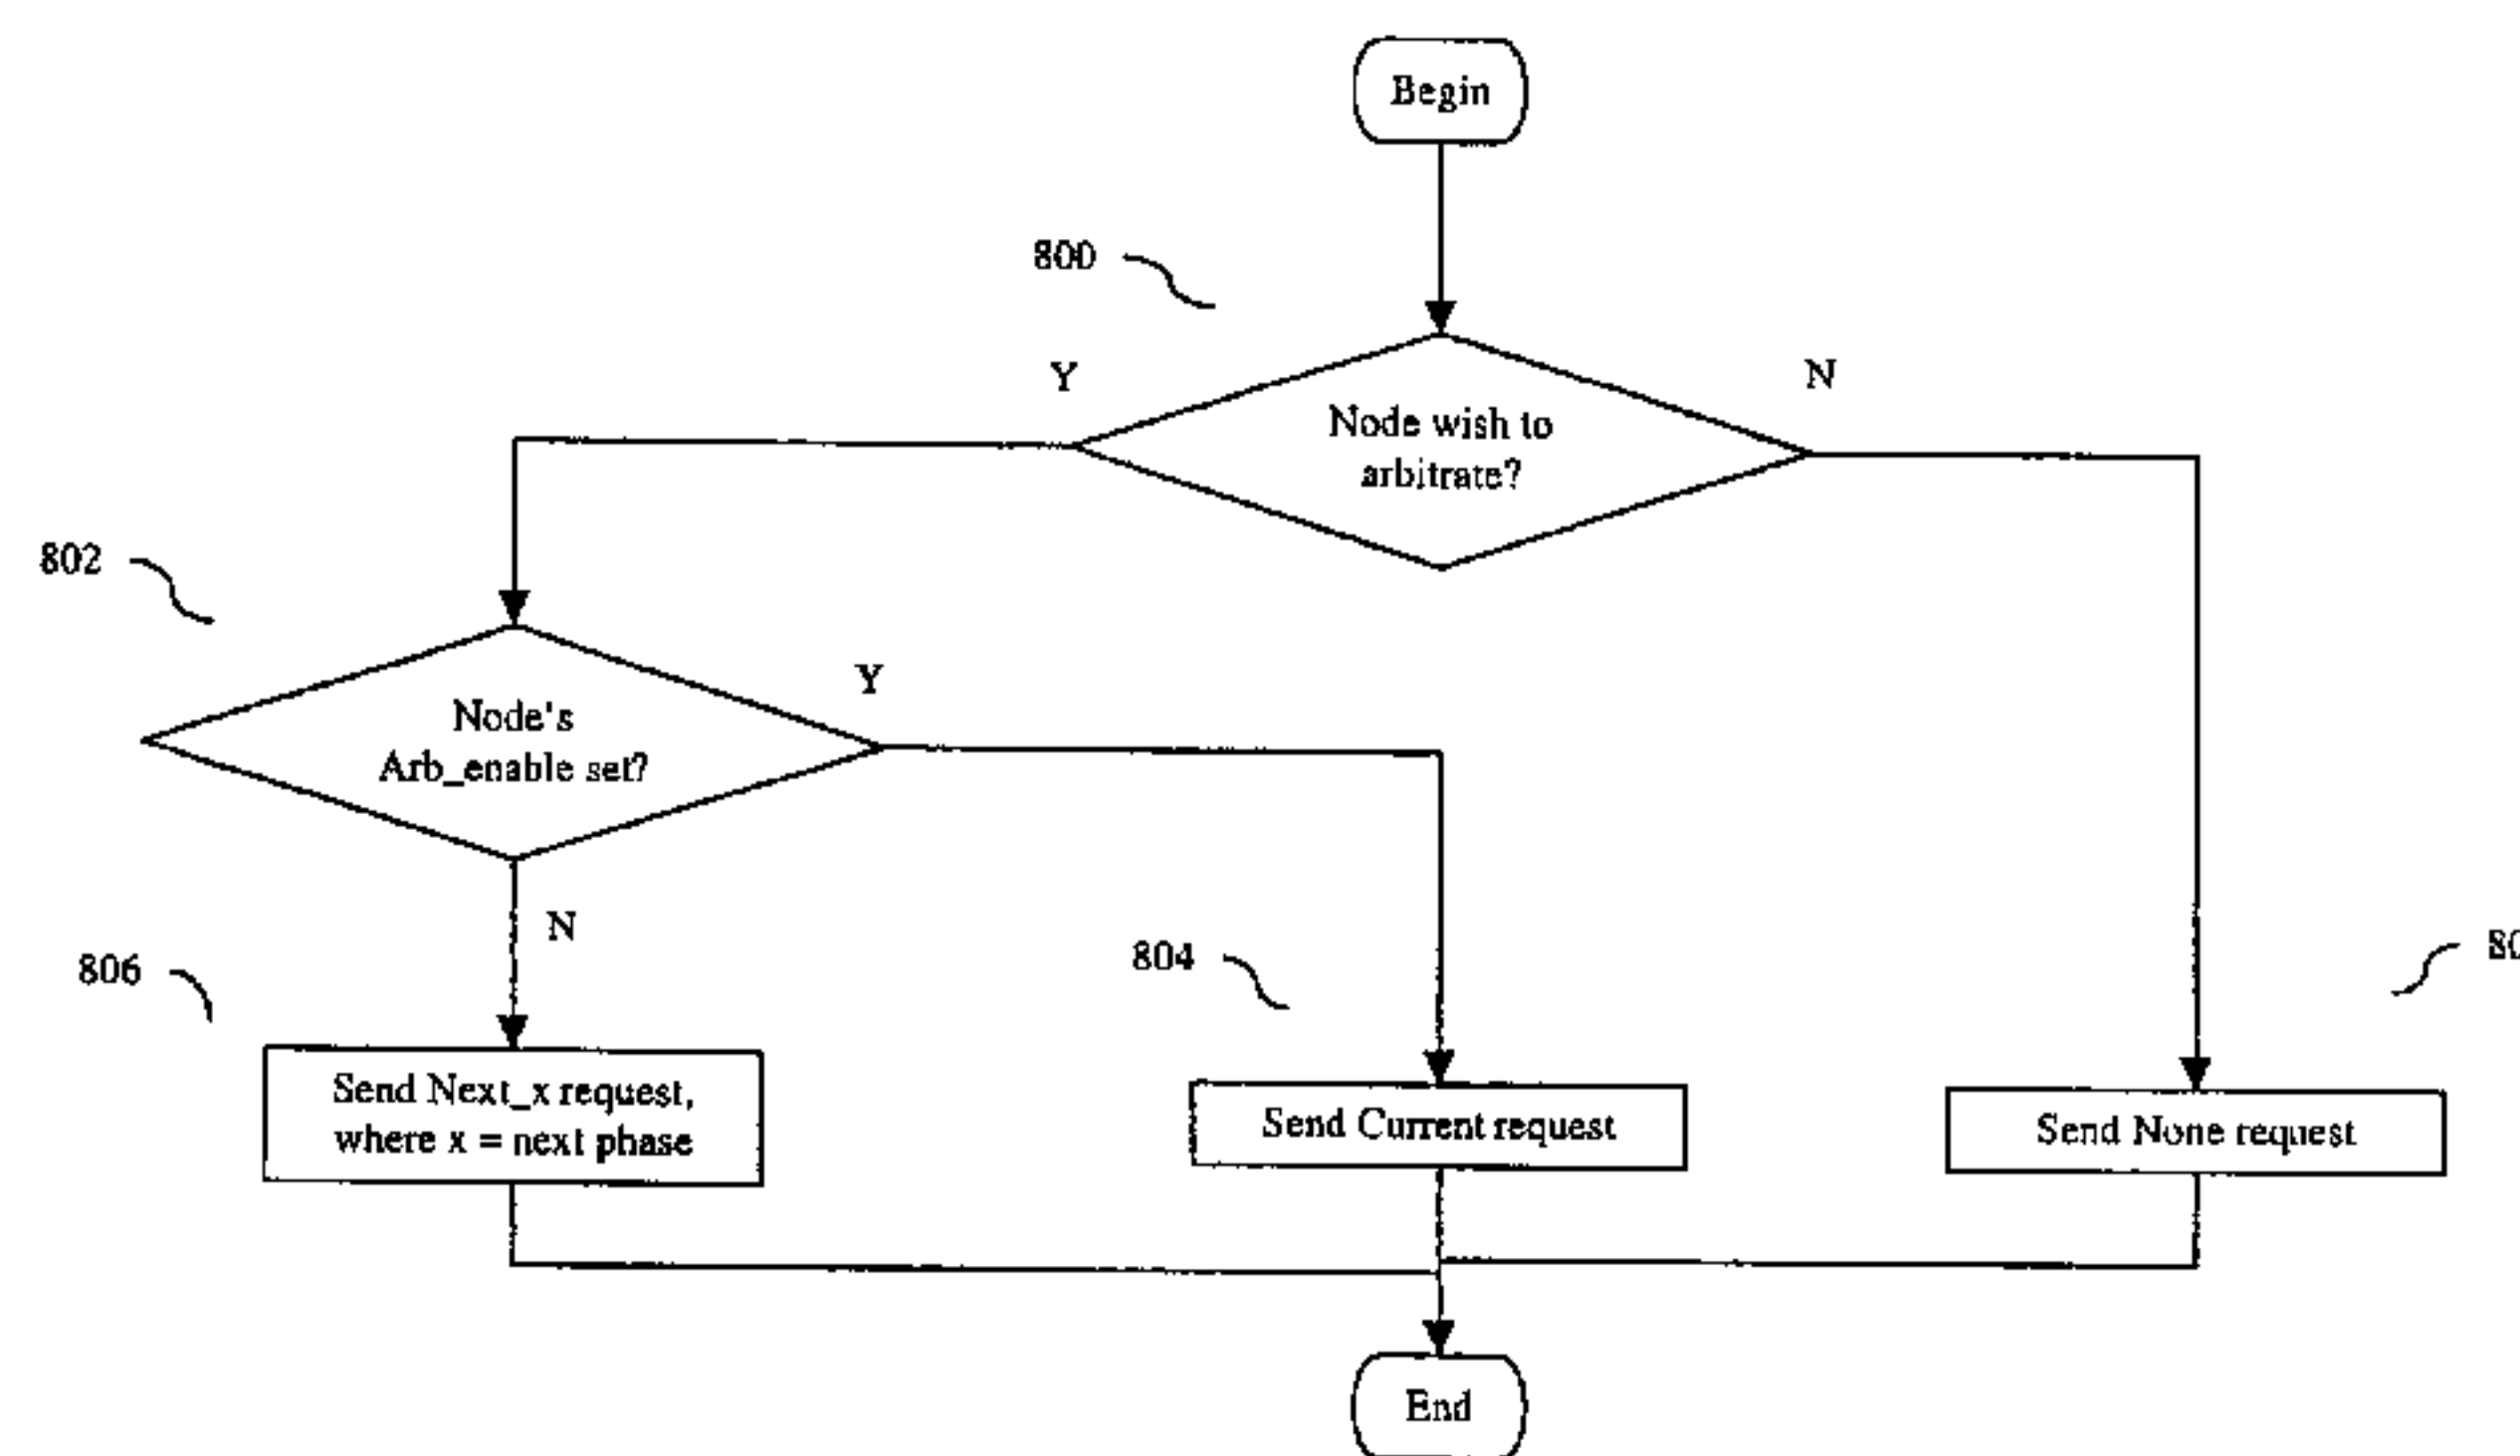 Begin
800
Y
N
Node wish to
arbitrate?
802
Y
Node's
Arb_enable set?
N
806
804
Send Next_x request,
where x = next phase
Send Current request
Send None request
End